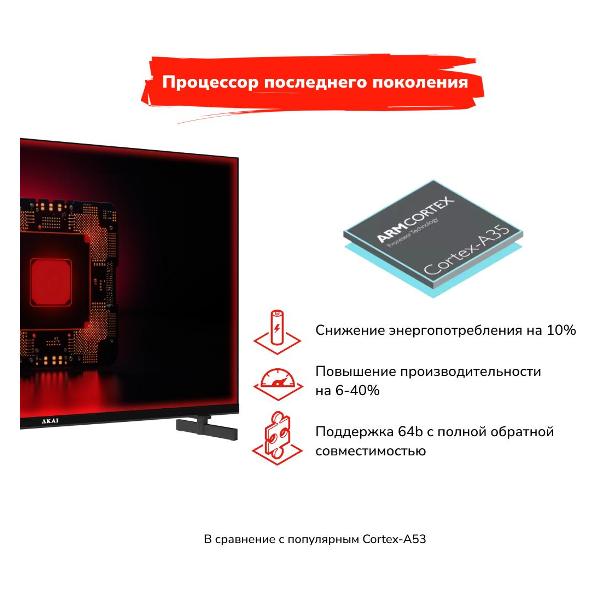 Процессор последнего поколения
ARMCORTEX
Processor Technology
Cortex-A35
Снижение энергопотребления на 10%
Повышение производительности
на 6-40%
Поддержка 64b с полной обратной
совместимостью
AKAI
В сравнение с популярным Cortex-A53